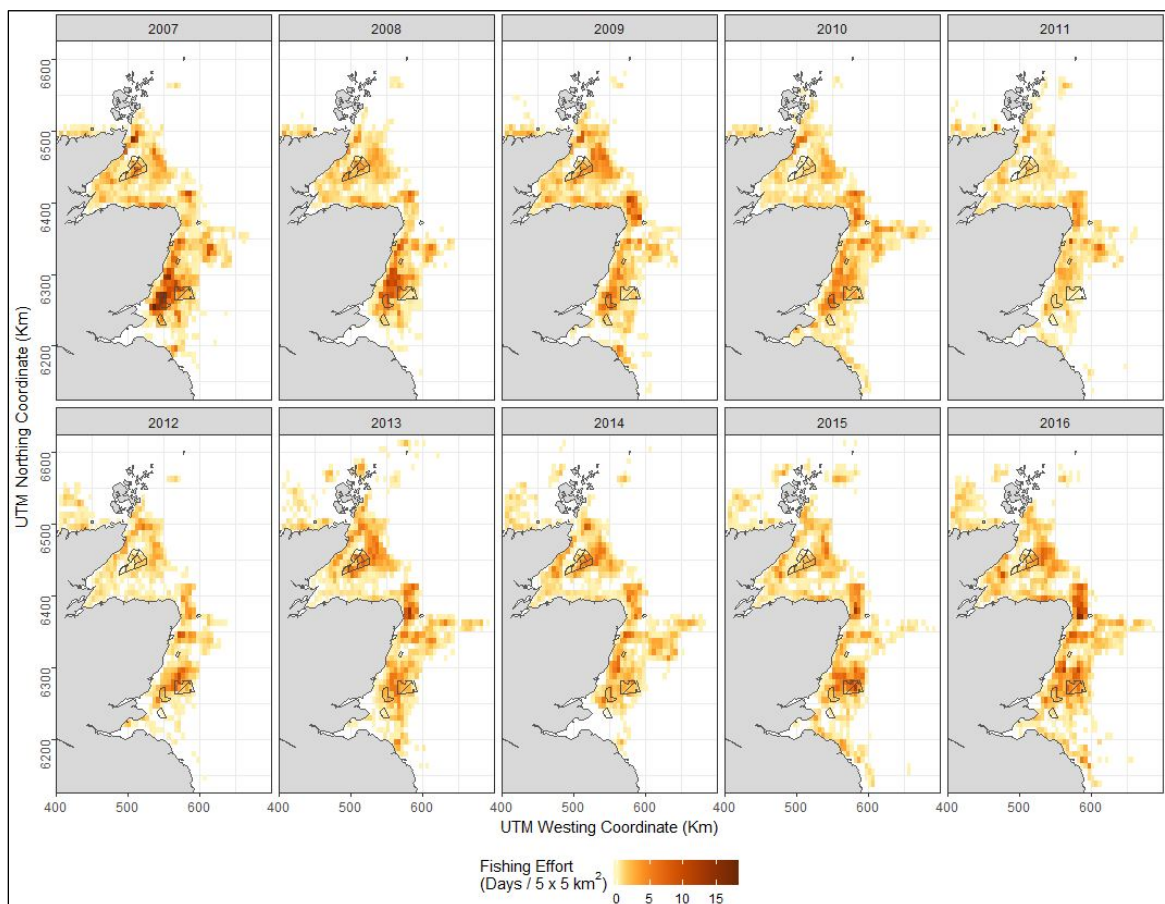 2007 2008 2009 2010 2011
6600
6500
6400
6300
6200
2012 2013 2014 2015 2016
6600
6500
6400
6300
6200
UTM Northing Coordinate (Km)
400 500 600 400 500 600 400 500 600 400 500 600 400 500 600
UTM Westing Coordinate (Km)
Fishing Effort
(Days / 5 x 5 km²)
0 5 10 15